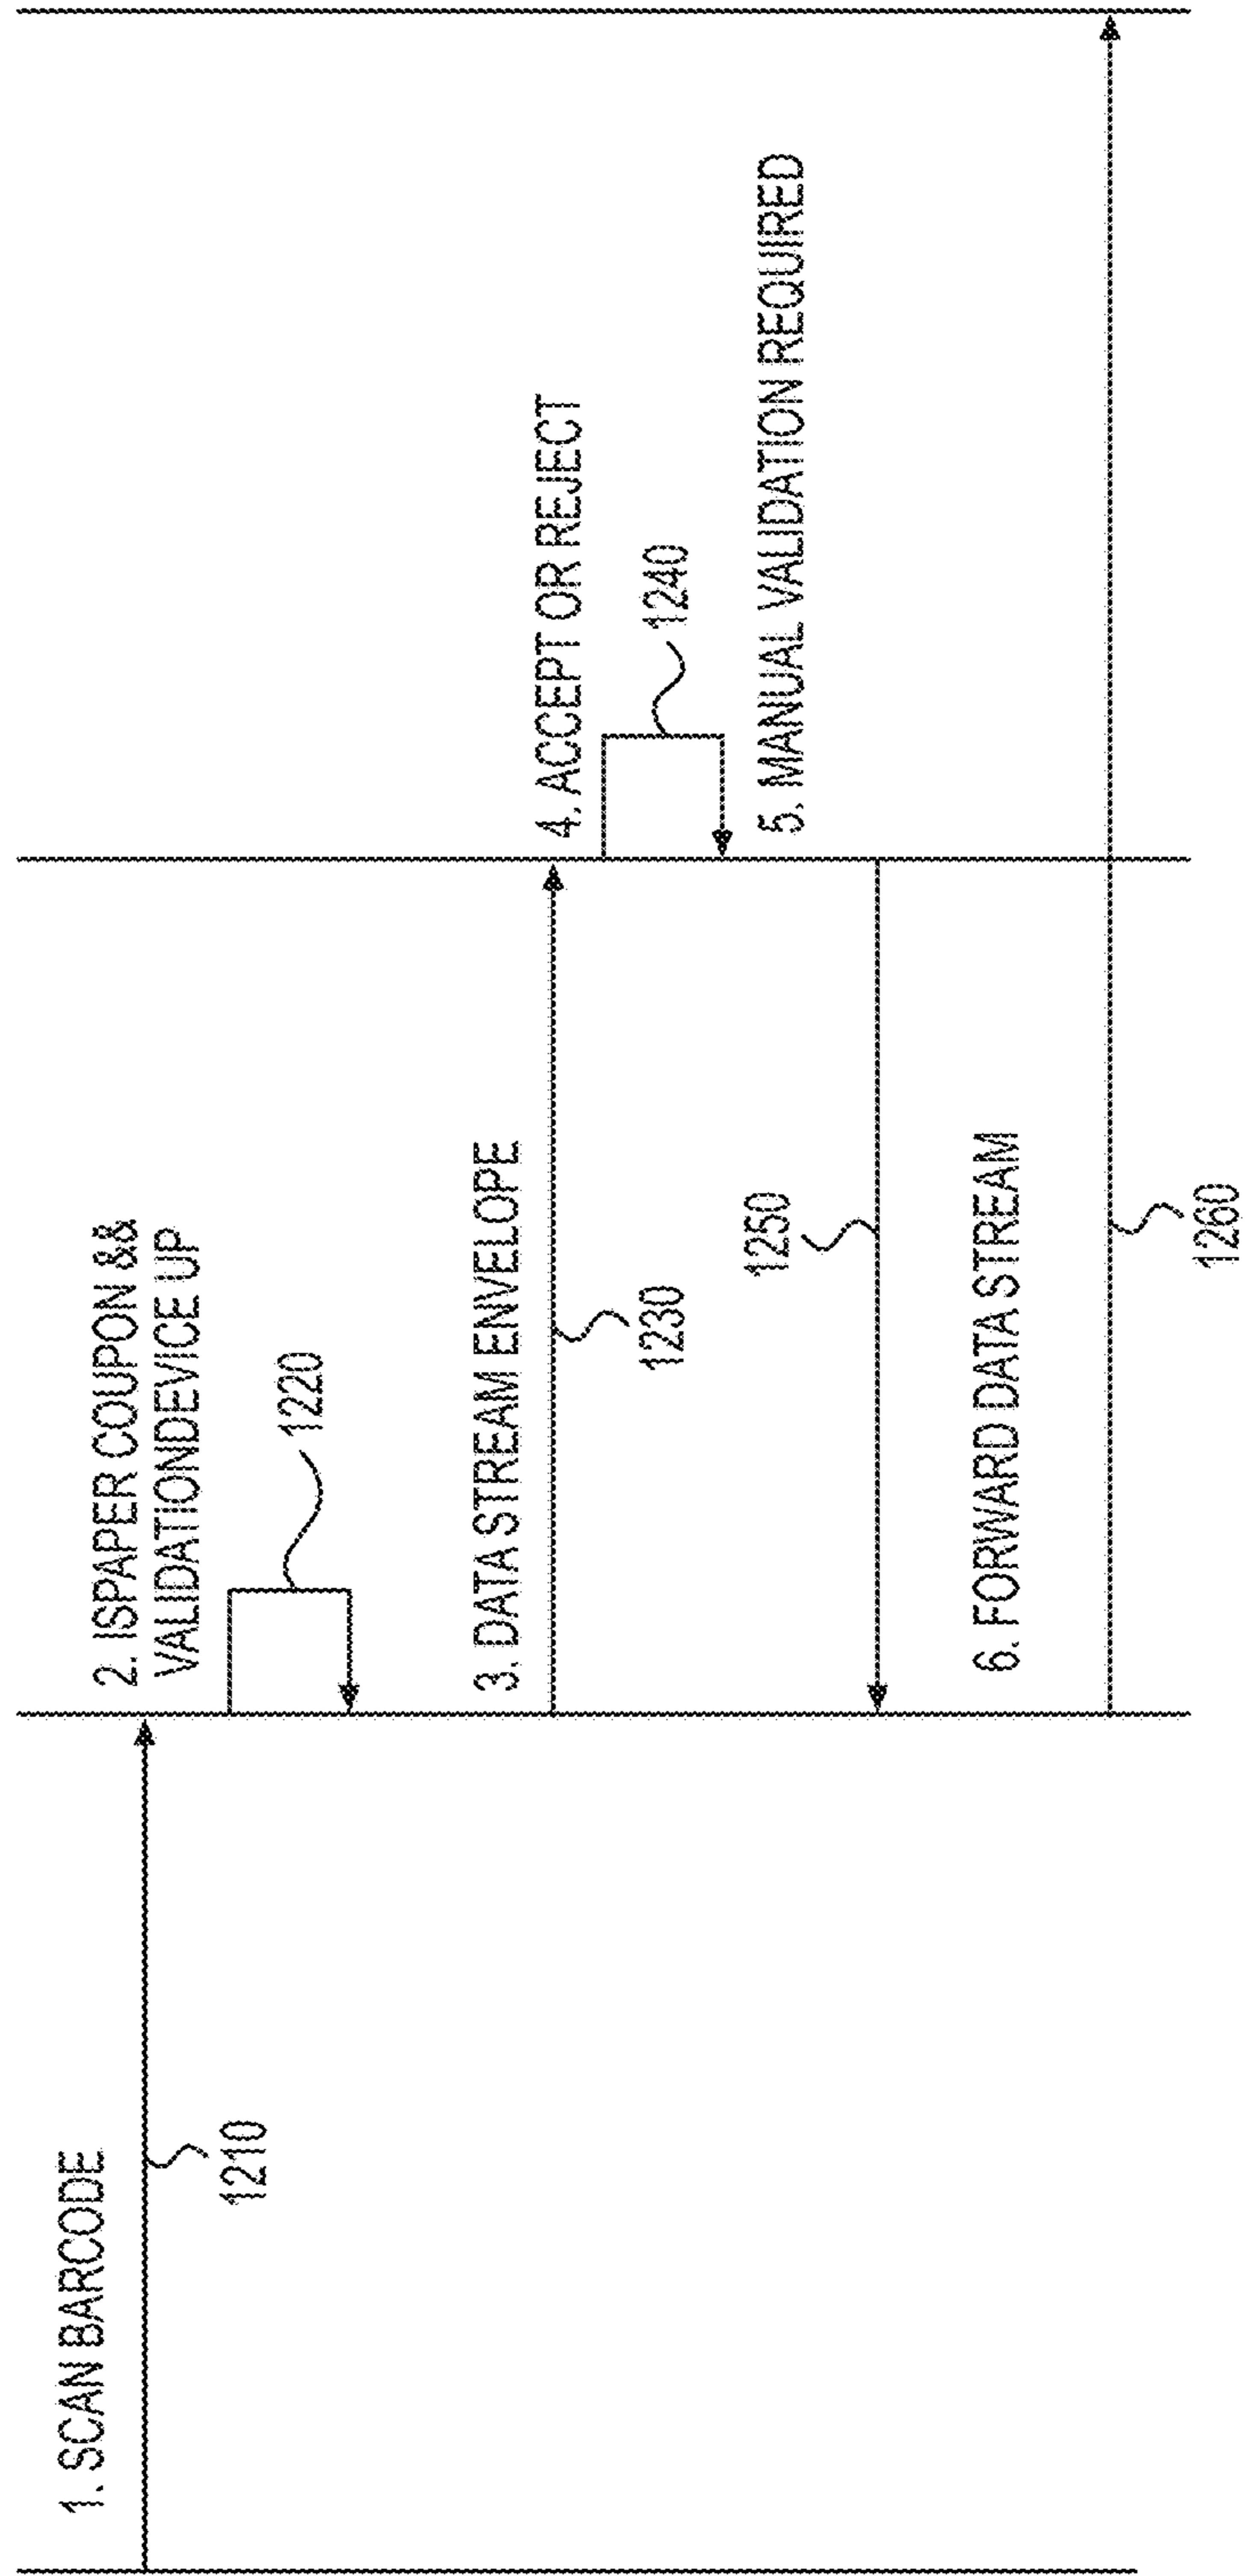 1. SCAN BARCODE
1210
2. ISPAPER COUPON &&
VALIDATIONDEVICE UP
1220
3. DATA STREAM ENVELOPE
1230
4. ACCEPT OR REJECT
1240
5. MANUAL VALIDATION REQUIRED
1250
6. FORWARD DATA STREAM
1260